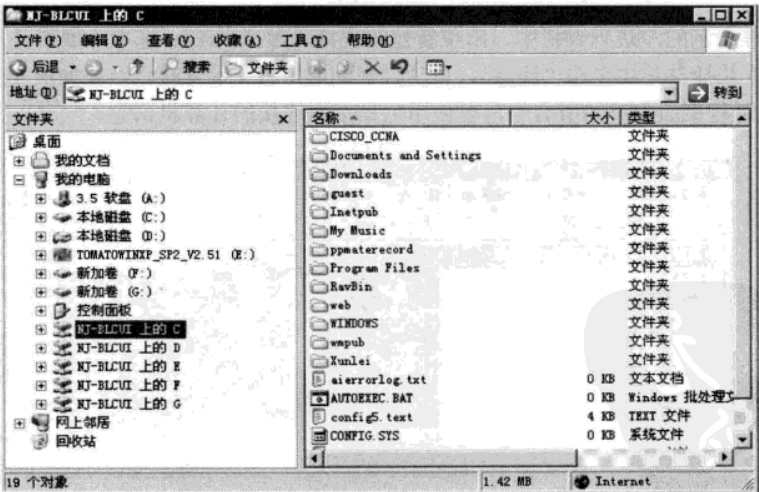 NJ-BLCUI 上的 C
文件(F) 编辑(E) 查看(V) 收藏(A) 工具(T) 帮助(H)
后退 搜索 文件夹
地址(D) NJ-BLCUI 上的 C 转到
文件夹 ×
桌面
我的文档
我的电脑
3.5 软盘 (A:)
本地磁盘 (C:)
本地磁盘 (D:)
TOMATOWINXP_SP2_V2.51 (E:)
新加卷 (F:)
新加卷 (G:)
控制面板
NJ-BLCUI 上的 C
NJ-BLCUI 上的 D
NJ-BLCUI 上的 E
NJ-BLCUI 上的 F
NJ-BLCUI 上的 G
网上邻居
回收站
名称 大小 类型
CISCO_CCNA 文件夹
Documents and Settings 文件夹
Downloads 文件夹
guest 文件夹
Inetpub 文件夹
My Music 文件夹
ppmaterecord 文件夹
Program Files 文件夹
RavBin 文件夹
web 文件夹
WINDOWS 文件夹
wmpub 文件夹
Xunlei 文件夹
aierrorlog.txt 0 KB 文本文档
AUTOEXEC.BAT 0 KB Windows 批处理文
config5.text 4 KB TEXT 文件
CONFIG.SYS 0 KB 系统文件
19 个对象 1.42 MB Internet